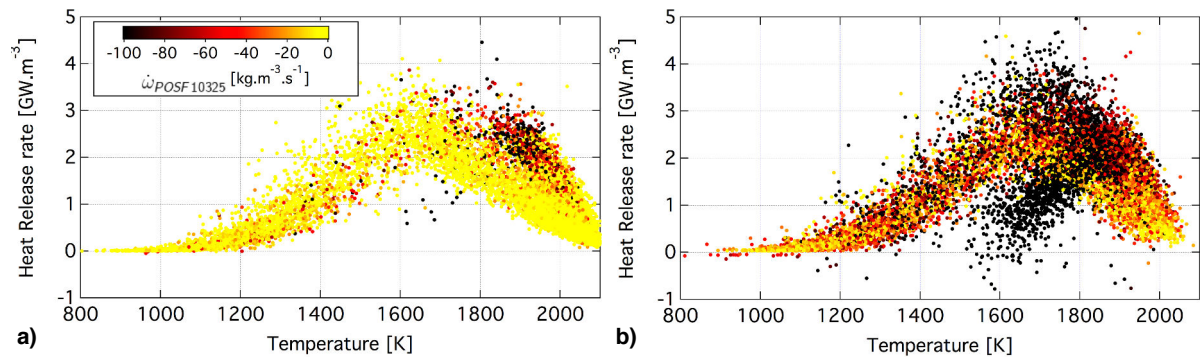 5
4
3
2
1
0
-1
Heat Release rate [GW.m⁻³]
-100 -80 -60 -40 -20 0
ω̇POSF 10325 [kg.m⁻³.s⁻¹]
800 1000 1200 1400 1600 1800 2000
Temperature [K]
a)
5
4
3
2
1
0
-1
Heat Release rate [GW.m⁻³]
800 1000 1200 1400 1600 1800 2000
Temperature [K]
b)